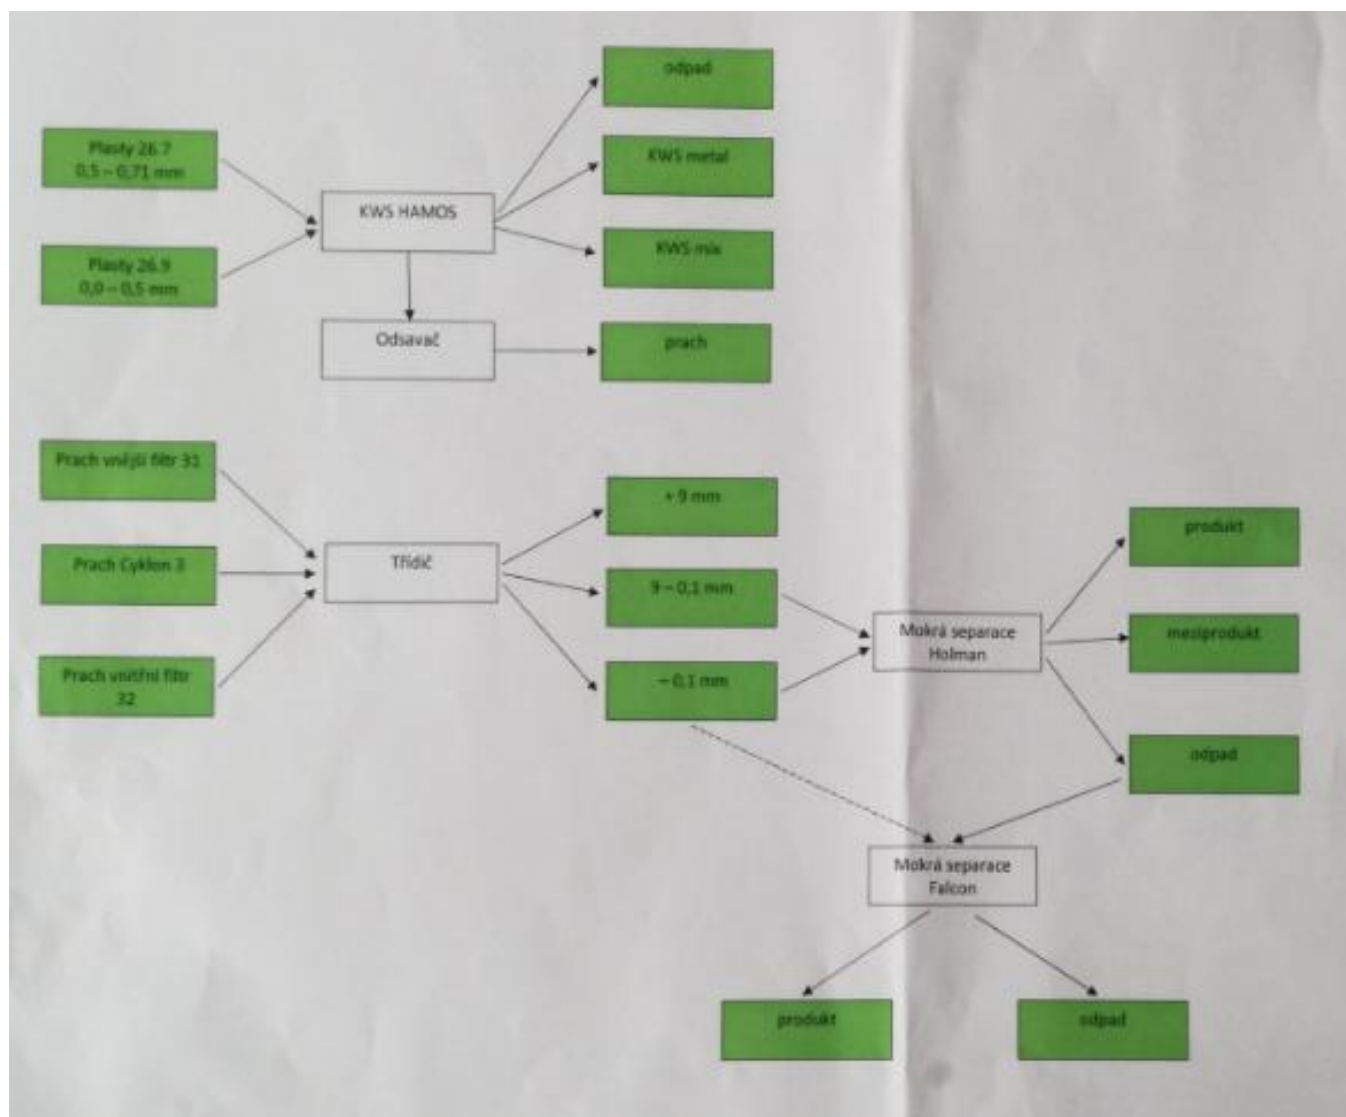 odpad
Plasty 26.7
0,5 – 0,71 mm
KWS metal
KWS HAMOS
Plasty 26.9
0,0 – 0,5 mm
KWS mix
Odsavač
prach
Prach vnější filtr 31
+ 9 mm
produkt
Prach Cyklon 3
Třídič
9 – 0,1 mm
Mokrá separace
Holman
meziprodukt
Prach vnitřní filtr
32
– 0,1 mm
odpad
Mokrá separace
Falcon
produkt
odpad